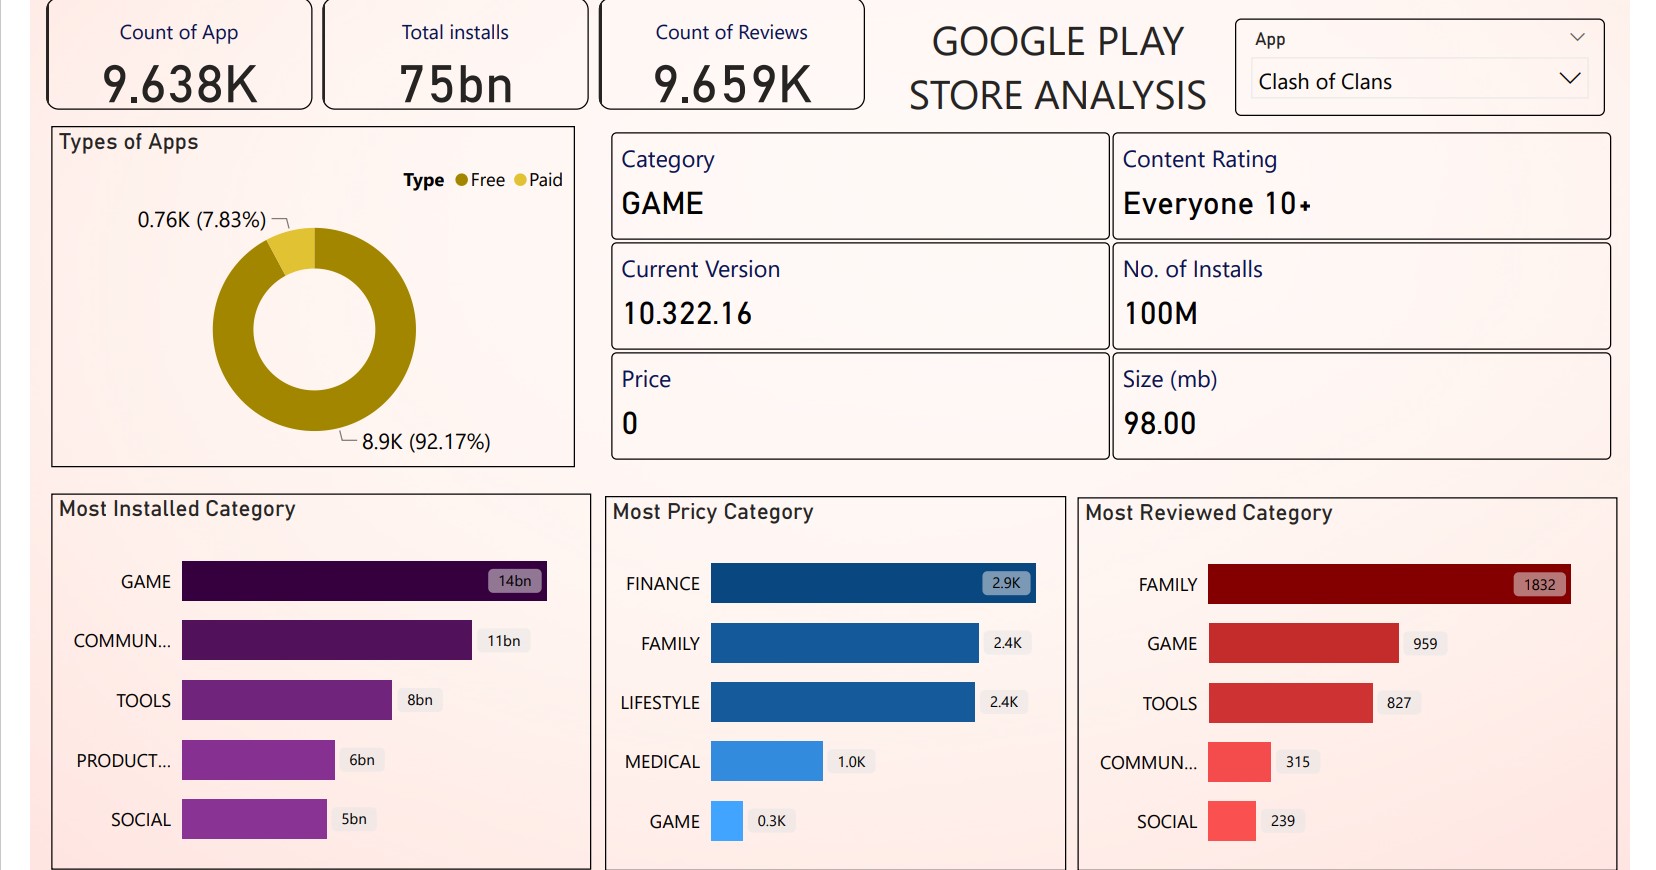 Count of App
9.638K
Total installs
75bn
Count of Reviews
9.659K
GOOGLE PLAY
STORE ANALYSIS
App
Clash of Clans
Types of Apps
Type Free Paid
0.76K (7.83%)
8.9K (92.17%)
Category
GAME
Content Rating
Everyone 10+
Current Version
10.322.16
No. of Installs
100M
Price
0
Size (mb)
98.00
Most Installed Category
GAME 14bn
COMMUN... 11bn
TOOLS 8bn
PRODUCT... 6bn
SOCIAL 5bn
Most Pricy Category
FINANCE 2.9K
FAMILY 2.4K
LIFESTYLE 2.4K
MEDICAL 1.0K
GAME 0.3K
Most Reviewed Category
FAMILY 1832
GAME 959
TOOLS 827
COMMUN... 315
SOCIAL 239